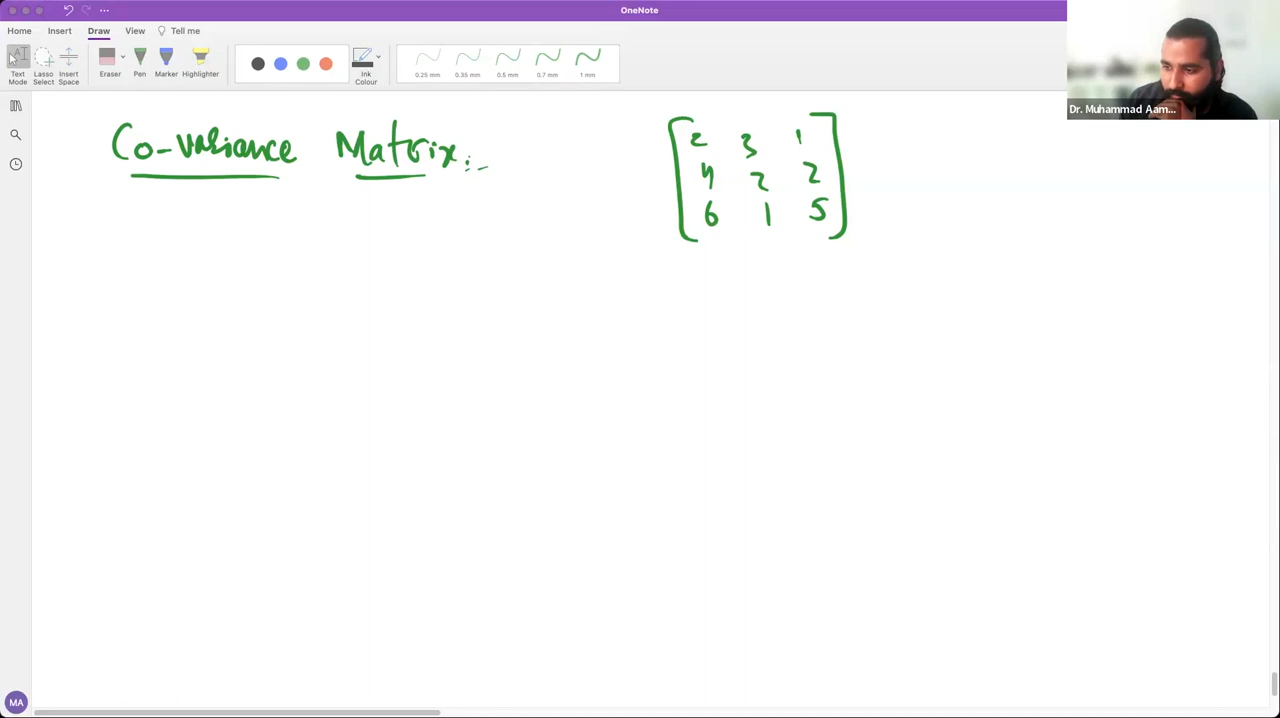 OneNote
Home Insert Draw View Tell me
Text Mode Lasso Select Insert Space Eraser Pen Marker Highlighter Ink Colour 0.25 mm 0.35 mm 0.5 mm 0.7 mm 1 mm
Dr. Muhammad Aam...
Co-variance Matrix:-
2 3 1
4 2 2
6 1 5
MA